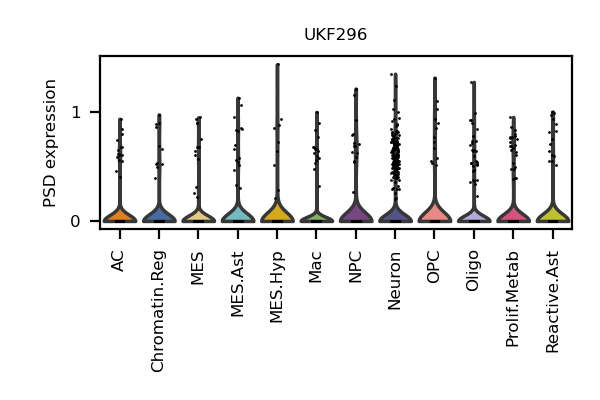 UKF296
PSD expression
1
0
AC
Chromatin.Reg
MES
MES.Ast
MES.Hyp
Mac
NPC
Neuron
OPC
Oligo
Prolif.Metab
Reactive.Ast